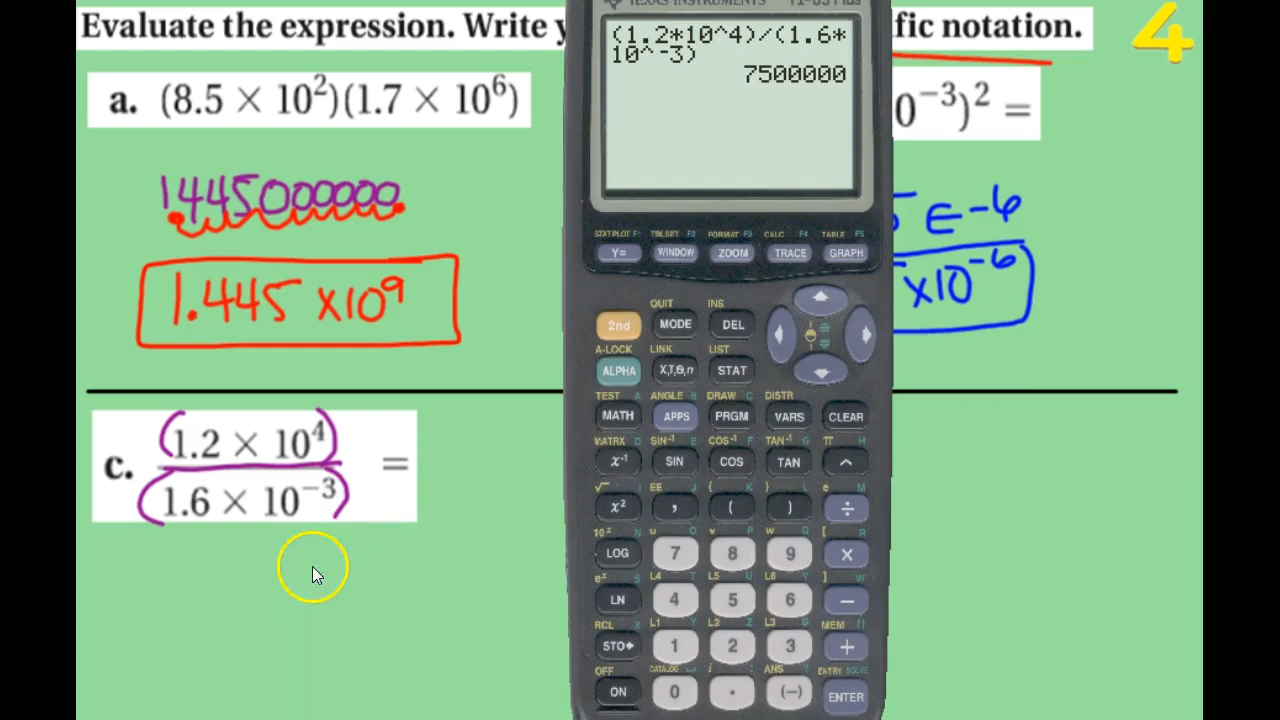 Evaluate the expression. Write
fic notation.
4
a. (8.5 × 10²)(1.7 × 10⁶)
0⁻³)² =
1445000000
1.445 x10⁹
E-6
x10⁻⁶
c. (1.2 × 10⁴)
(1.6 × 10⁻³)
=
TEXAS INSTRUMENTS
(1.2*10^4)/(1.6*
10^-3)
7500000
STAT PLOT F1 TBLSET F2 FORMAT F3 CALC F4 TABLE F5
Y= WINDOW ZOOM TRACE GRAPH
QUIT INS
2nd MODE DEL
A-LOCK LINK LIST
ALPHA X,T,θ,n STAT
TEST A ANGLE B DRAW C DISTR
MATH APPS PRGM VARS CLEAR
MATRX D SIN⁻¹ E COS⁻¹ F TAN⁻¹ G π H
x⁻¹ SIN COS TAN ^
√ I EE J { K } L e M
x² , ( ) ÷
10ˣ N u O v P w Q [ R
LOG 7 8 9 ×
eˣ S L4 T L5 U L6 V ] W
LN 4 5 6 −
RCL X L1 Y L2 Z L3 θ MEM "
STO▸ 1 2 3 +
OFF CATALOG i : ANS ? ENTRY SOLVE
ON 0 . (−) ENTER